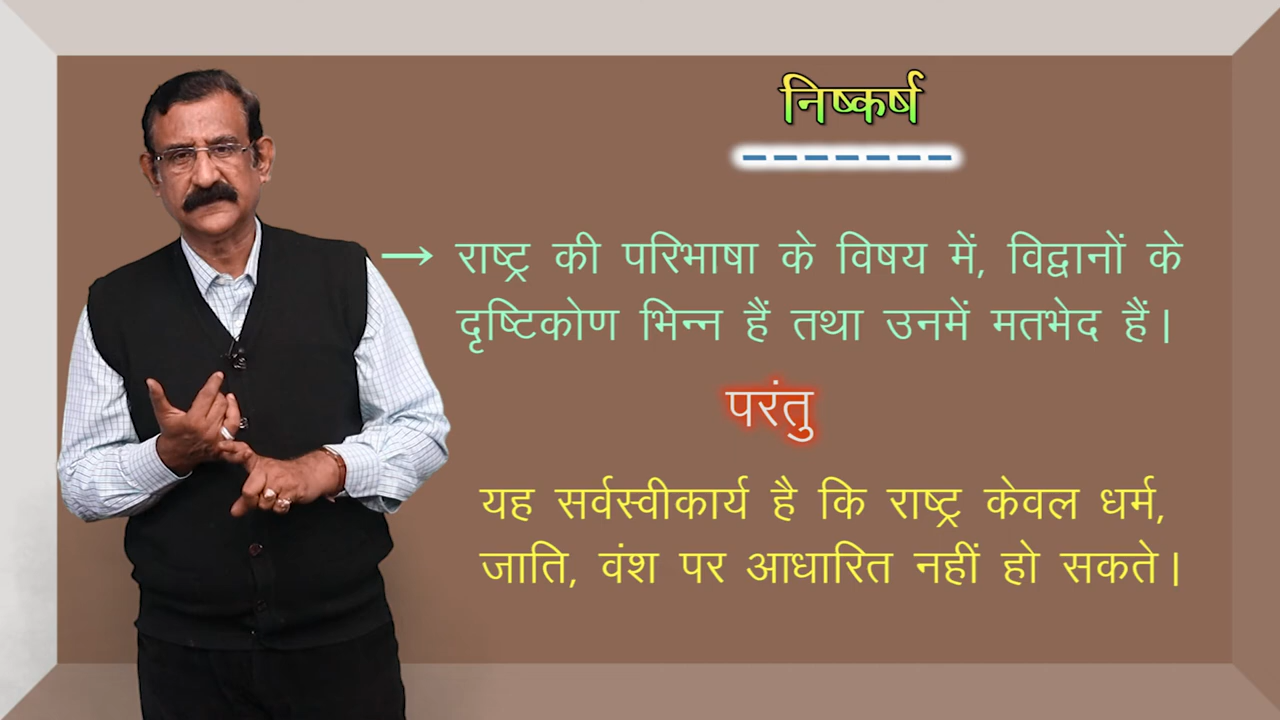 निष्कर्ष
→ राष्ट्र की परिभाषा के विषय में, विद्वानों के
दृष्टिकोण भिन्न हैं तथा उनमें मतभेद हैं।
परंतु
यह सर्वस्वीकार्य है कि राष्ट्र केवल धर्म,
जाति, वंश पर आधारित नहीं हो सकते।